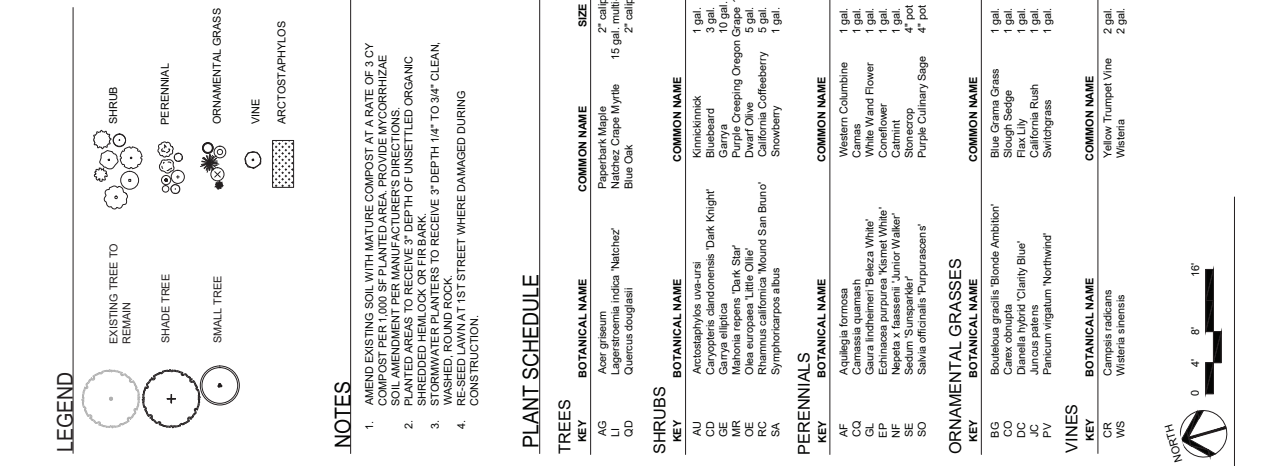 LEGEND
EXISTING TREE TO
REMAIN
SHADE TREE
SMALL TREE
SHRUB
PERENNIAL
ORNAMENTAL GRASS
VINE
ARCTOSTAPHYLOS
NOTES
1. AMEND EXISTING SOIL WITH MATURE COMPOST AT A RATE OF 3 CY
COMPOST PER 1,000 SF PLANTED AREA. PROVIDE MYCORRHIZAE
SOIL AMENDMENT PER MANUFACTURER'S DIRECTIONS.
2. PLANTED AREAS TO RECEIVE 3" DEPTH OF UNSETTLED ORGANIC
SHREDDED HEMLOCK OR FIR BARK.
3. STORMWATER PLANTERS TO RECEIVE 3" DEPTH 1/4" TO 3/4" CLEAN,
WASHED, ROUND ROCK.
4. RE-SEED LAWN AT 1ST STREET WHERE DAMAGED DURING
CONSTRUCTION.
PLANT SCHEDULE
TREES
KEY BOTANICAL NAME COMMON NAME SIZE
AG Acer griseum Paperbark Maple 2" calip
LI Lagerstroemia indica 'Natchez' Natchez Crape Myrtle 15 gal. multi
QD Quercus douglasii Blue Oak 2" calip
SHRUBS
KEY BOTANICAL NAME COMMON NAME
AU Arctostaphylos uva-ursi Kinnickinnick 1 gal.
CD Caryopteris clandonensis 'Dark Knight' Bluebeard 3 gal.
GE Garrya elliptica Garrya 10 gal.
MR Mahonia repens 'Dark Star' Purple Creeping Oregon Grape
OE Olea europaea 'Little Ollie' Dwarf Olive 5 gal.
RC Rhamnus californica 'Mound San Bruno' California Coffeeberry 5 gal.
SA Symphoricarpos albus Snowberry 1 gal.
PERENNIALS
KEY BOTANICAL NAME COMMON NAME
AF Aquilegia formosa Western Columbine 1 gal.
CQ Camassia quamash Camas 1 gal.
GL Gaura lindheimeri 'Beleza White' White Wand Flower 1 gal.
EP Echinacea purpurea 'Kismet White' Coneflower 1 gal.
NF Nepeta x faassenii 'Junior Walker' Catmint 1 gal.
SE Sedum 'Sunsparkler' Stonecrop 4" pot
SO Salvia officinalis 'Purpurascens' Purple Culinary Sage 4" pot
ORNAMENTAL GRASSES
KEY BOTANICAL NAME COMMON NAME
BG Bouteloua gracilis 'Blonde Ambition' Blue Grama Grass 1 gal.
CO Carex obnupta Slough Sedge 1 gal.
DC Dianella hybrid 'Clarity Blue' Flax Lily 1 gal.
JC Juncus patens California Rush 1 gal.
PV Panicum virgatum 'Northwind' Switchgrass 1 gal.
VINES
KEY BOTANICAL NAME COMMON NAME
CR Campsis radicans Yellow Trumpet Vine 2 gal.
WS Wisteria sinensis Wisteria 2 gal.
NORTH
0 4' 8' 16'